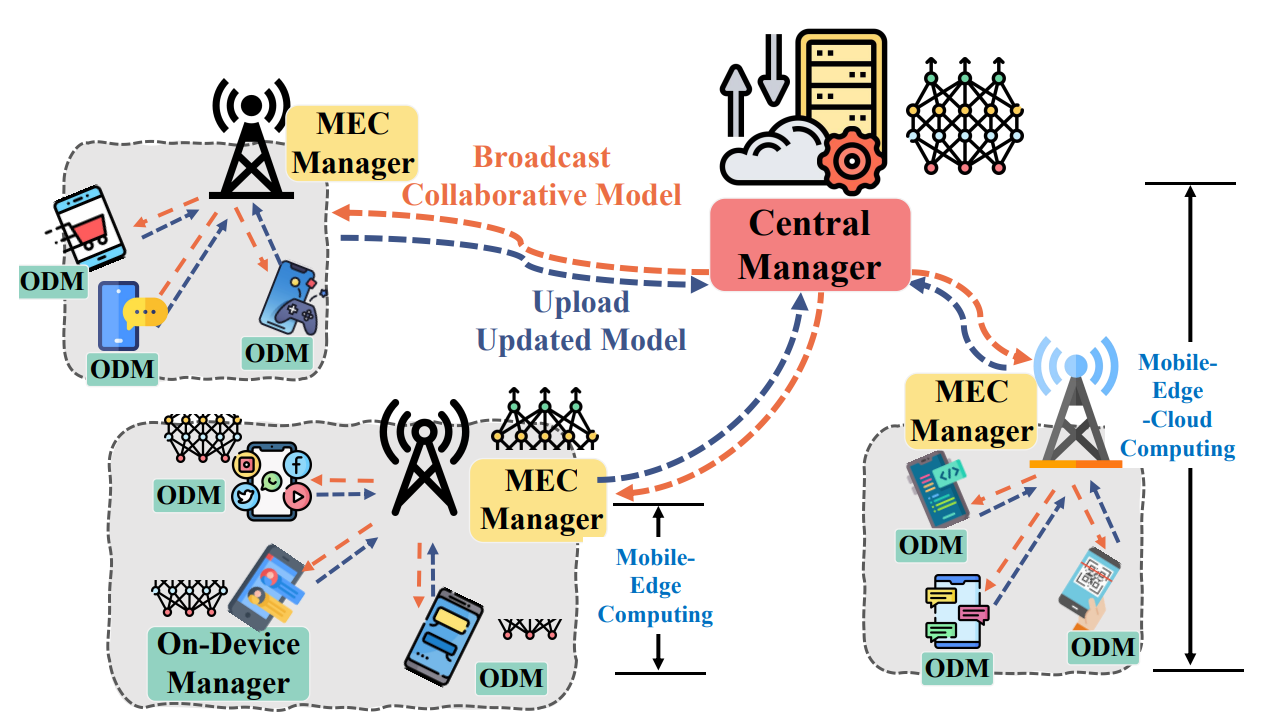 MEC
Manager
Broadcast
Collaborative Model
Central
Manager
ODM
ODM
ODM
Upload
Updated Model
MEC
Manager
Mobile-
Edge
-Cloud
Computing
ODM
MEC
Manager
ODM
Mobile-
Edge
Computing
On-Device
Manager
ODM
ODM
ODM
</>